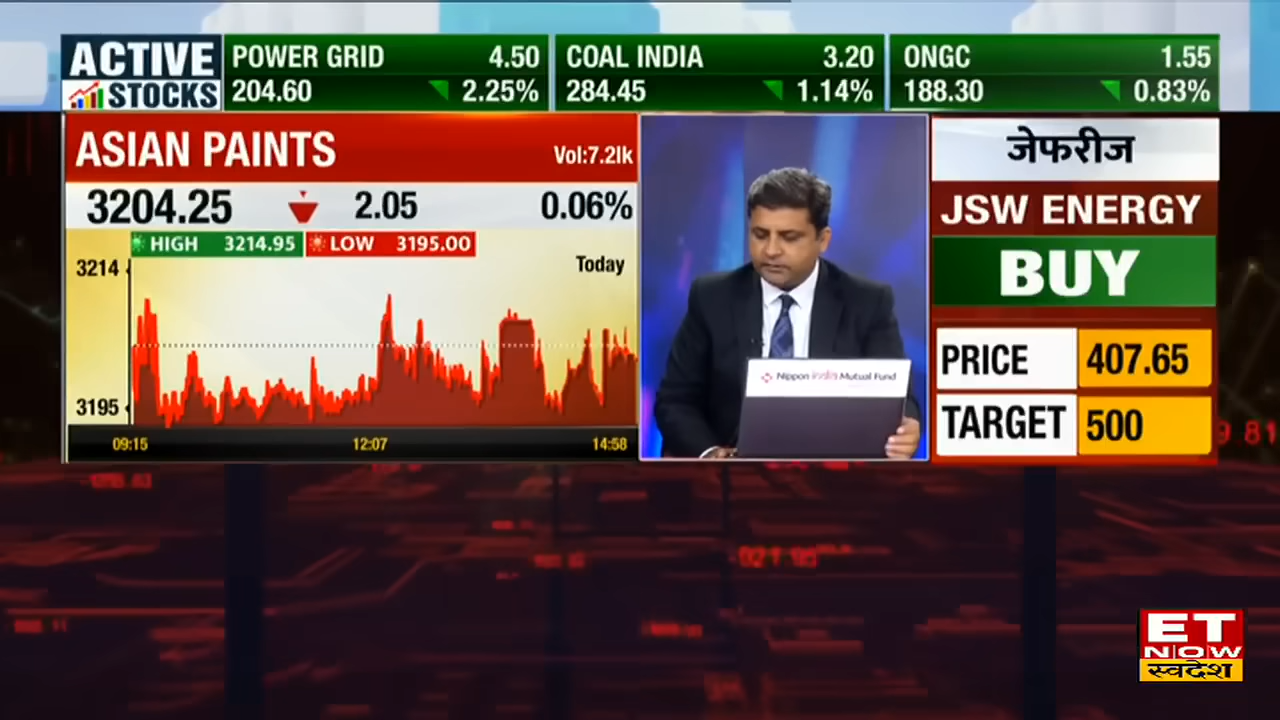 ACTIVE
STOCKS
POWER GRID 4.50
204.60 2.25%
COAL INDIA 3.20
284.45 1.14%
ONGC 1.55
188.30 0.83%
ASIAN PAINTS Vol:7.2lk
3204.25 2.05 0.06%
HIGH 3214.95 LOW 3195.00
Today
3214
3195
09:15 12:07 14:58
Nippon india Mutual Fund
जेफरीज
JSW ENERGY
BUY
PRICE 407.65
TARGET 500
ET
NOW
स्वदेश